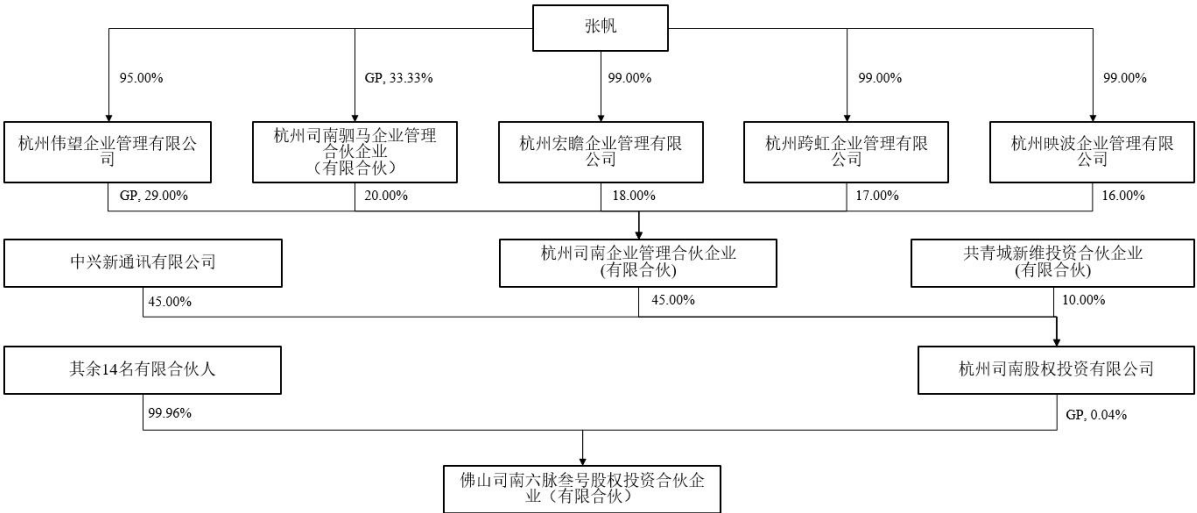 张帆
95.00%
GP, 33.33%
99.00%
99.00%
99.00%
杭州伟望企业管理有限公
司
杭州司南驷马企业管理
合伙企业
（有限合伙）
杭州宏瞻企业管理有限
公司
杭州跨虹企业管理有限
公司
杭州映波企业管理有限
公司
GP, 29.00%
20.00%
18.00%
17.00%
16.00%
中兴新通讯有限公司
杭州司南企业管理合伙企业
(有限合伙)
共青城新维投资合伙企业
(有限合伙)
45.00%
45.00%
10.00%
其余14名有限合伙人
杭州司南股权投资有限公司
99.96%
GP, 0.04%
佛山司南六脉叁号股权投资合伙企
业（有限合伙）